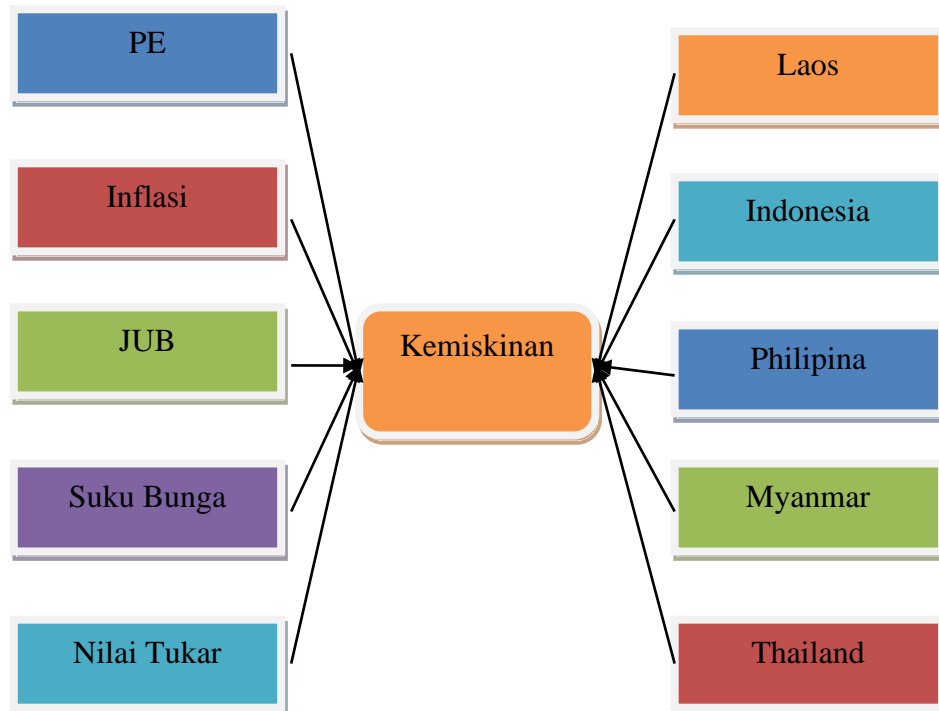 PE
Inflasi
JUB
Suku Bunga
Nilai Tukar
Kemiskinan
Laos
Indonesia
Philipina
Myanmar
Thailand